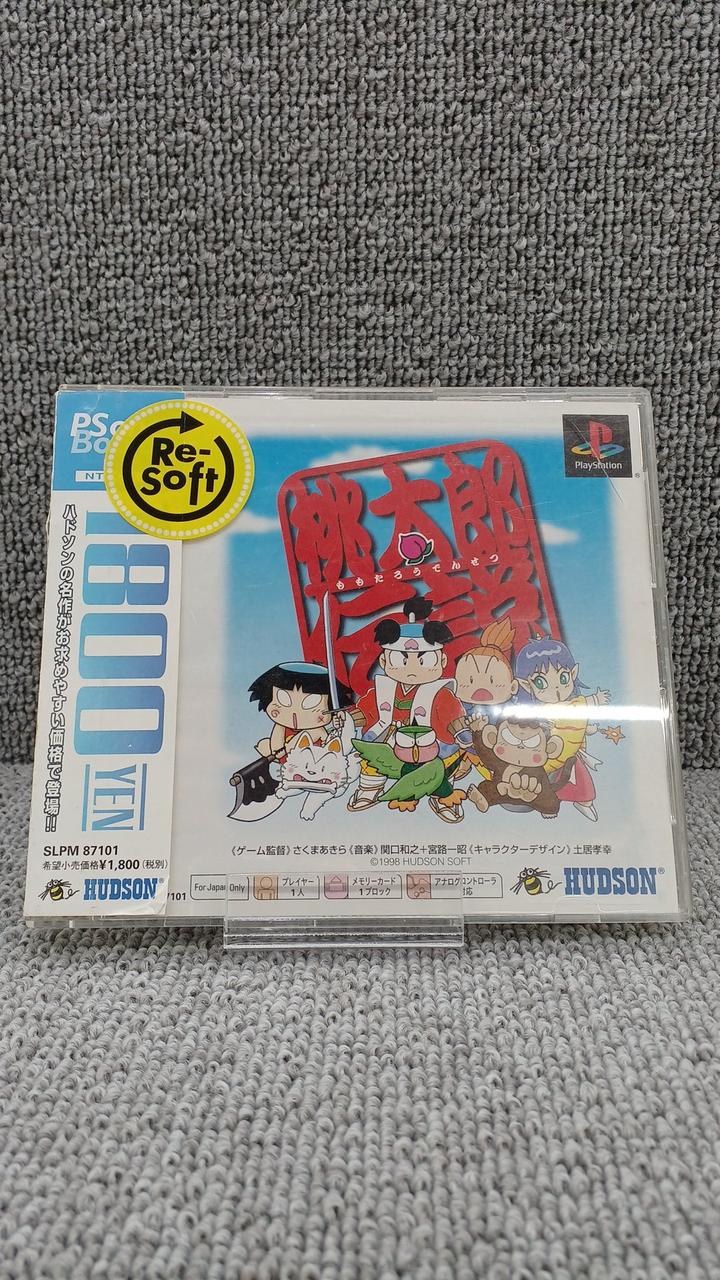 PS
Re-
Soft
NT
1800
YEN
ハドソンの名作がお求めやすい価格で登場!!
SLPM 87101
希望小売価格¥1,800(税別)
HUDSON®
PlayStation
®
桃太郎
ももたろうでんせつ
伝説
《ゲーム監督》さくまあきら《音楽》関口和之+宮路一昭《キャラクターデザイン》土居孝幸
©1998 HUDSON SOFT
7101
For Japan Only
プレイヤー
1人
メモリーカード
1ブロック
アナログコントローラ
対応
HUDSON®